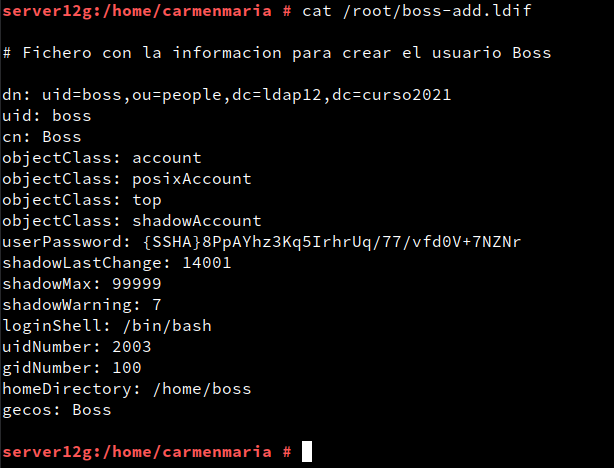 server12g:/home/carmenmaria # cat /root/boss-add.ldif
# Fichero con la informacion para crear el usuario Boss
dn: uid=boss,ou=people,dc=ldap12,dc=curso2021
uid: boss
cn: Boss
objectClass: account
objectClass: posixAccount
objectClass: top
objectClass: shadowAccount
userPassword: {SSHA}8PpAYhz3Kq5IrhrUq/77/vfd0V+7NZNr
shadowLastChange: 14001
shadowMax: 99999
shadowWarning: 7
loginShell: /bin/bash
uidNumber: 2003
gidNumber: 100
homeDirectory: /home/boss
gecos: Boss
server12g:/home/carmenmaria #